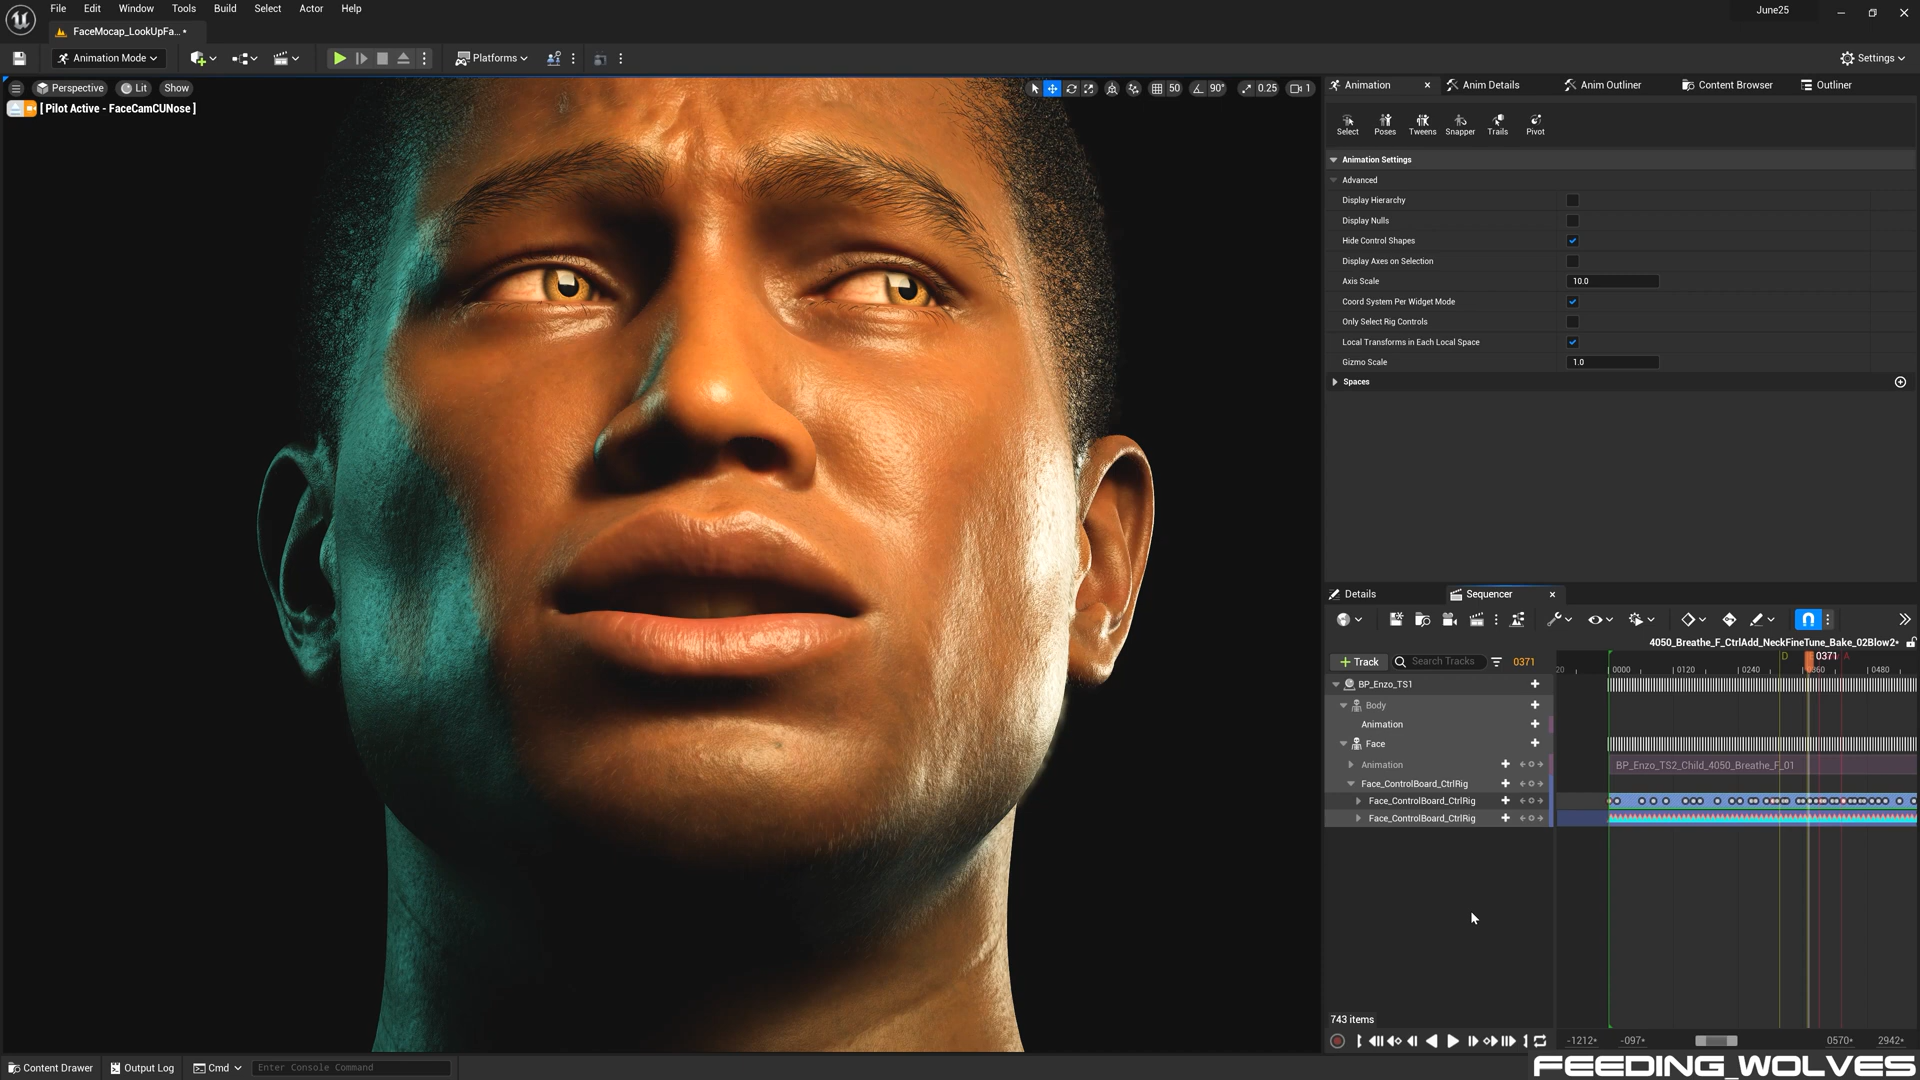 File Edit Window Tools Build Select Actor Help
June25
FaceMocap_LookUpFa...*
Animation Mode
Platforms
Settings
Perspective Lit Show
50 90° 0.25 1
[ Pilot Active - FaceCamCUNose ]
Animation
Anim Details
Anim Outliner
Content Browser
Outliner
Select Poses Tweens Snapper Trails Pivot
Animation Settings
Advanced
Display Hierarchy
Display Nulls
Hide Control Shapes
Display Axes on Selection
Axis Scale 10.0
Coord System Per Widget Mode
Only Select Rig Controls
Local Transforms in Each Local Space
Gizmo Scale 1.0
Spaces
Details
Sequencer
4050_Breathe_F_CtrlAdd_NeckFineTune_Bake_02Blow2*
Track
Search Tracks
0371
D 0371 A
20 0000 0120 0240 0360 0480
BP_Enzo_TS1
Body
Animation
Face
Animation
BP_Enzo_TS2_Child_4050_Breathe_F_01
Face_ControlBoard_CtrlRig
Face_ControlBoard_CtrlRig
Face_ControlBoard_CtrlRig
743 items
-1212+ -097+ 0570+ 2942+
Content Drawer Output Log Cmd Enter Console Command
FEEDING_WOLVES